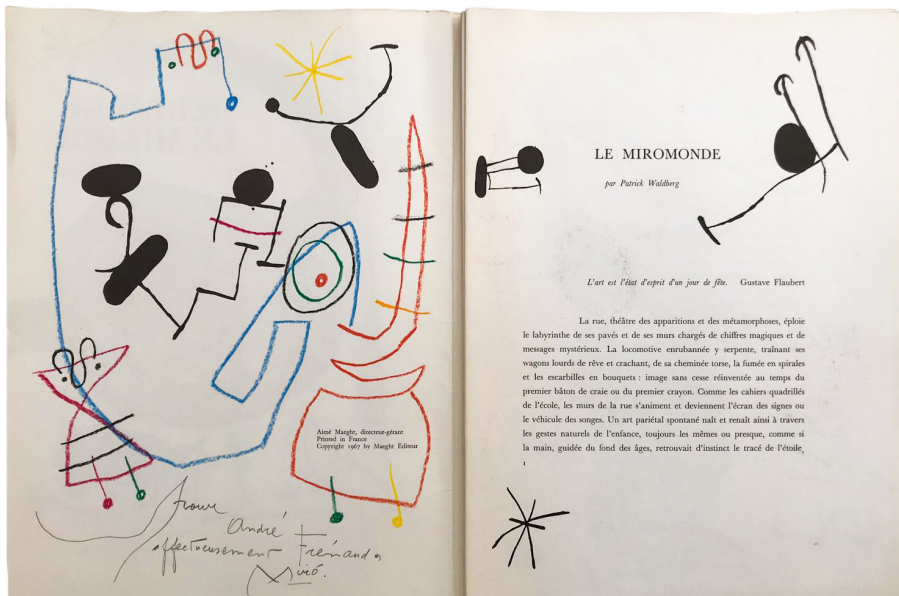 Aimé Maeght, directeur-gérant
Printed in France
Copyright 1967 by Maeght Editeur
pour
André
affectueusement Frénaud
Miró.
LE MIROMONDE
par Patrick Waldberg
L'art est l'état d'esprit d'un jour de fête. Gustave Flaubert
La rue, théâtre des apparitions et des métamorphoses, éploie
le labyrinthe de ses pavés et de ses murs chargés de chiffres magiques et de
messages mystérieux. La locomotive enrubannée y serpente, traînant ses
wagons lourds de rêve et crachant, de sa cheminée torse, la fumée en spirales
et les escarbilles en bouquets : image sans cesse réinventée au temps du
premier bâton de craie ou du premier crayon. Comme les cahiers quadrillés
de l'école, les murs de la rue s'animent et deviennent l'écran des signes ou
le véhicule des songes. Un art pariétal spontané naît et renaît ainsi à travers
les gestes naturels de l'enfance, toujours les mêmes ou presque, comme si
la main, guidée du fond des âges, retrouvait d'instinct le tracé de l'étoile,
1